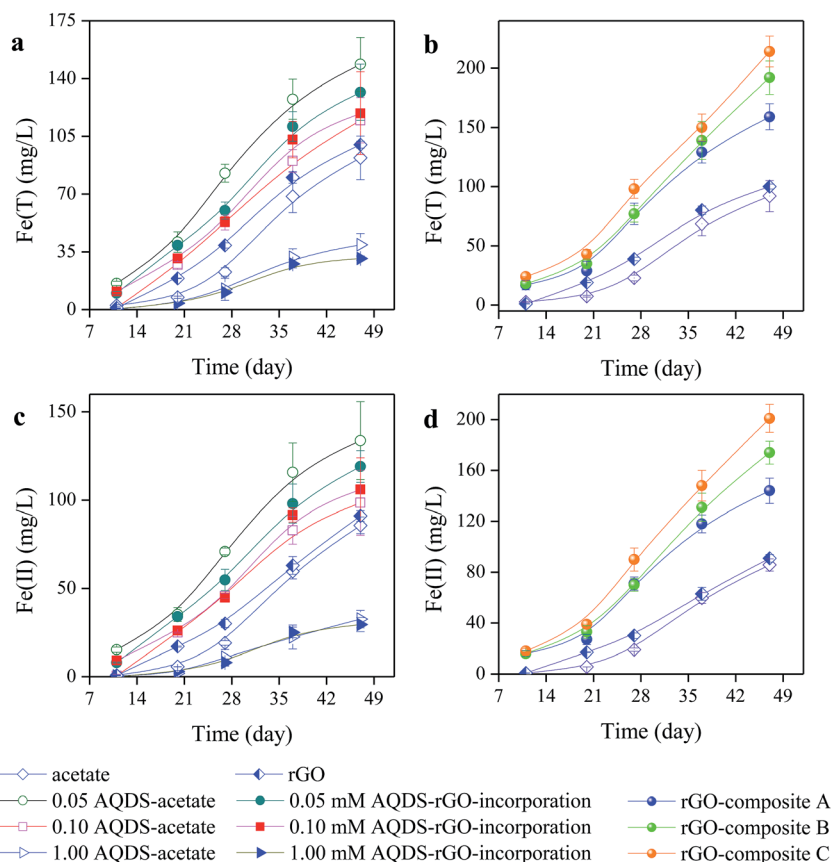 a
Fe(T) (mg/L)
175
140
105
70
35
0
7 14 21 28 35 42 49
Time (day)
b
Fe(T) (mg/L)
200
150
100
50
0
7 14 21 28 35 42 49
Time (day)
c
Fe(II) (mg/L)
150
100
50
0
7 14 21 28 35 42 49
Time (day)
d
Fe(II) (mg/L)
200
160
120
80
40
0
7 14 21 28 35 42 49
Time (day)
acetate rGO
0.05 AQDS-acetate 0.05 mM AQDS-rGO-incorporation rGO-composite A
0.10 AQDS-acetate 0.10 mM AQDS-rGO-incorporation rGO-composite B
1.00 AQDS-acetate 1.00 mM AQDS-rGO-incorporation rGO-composite C